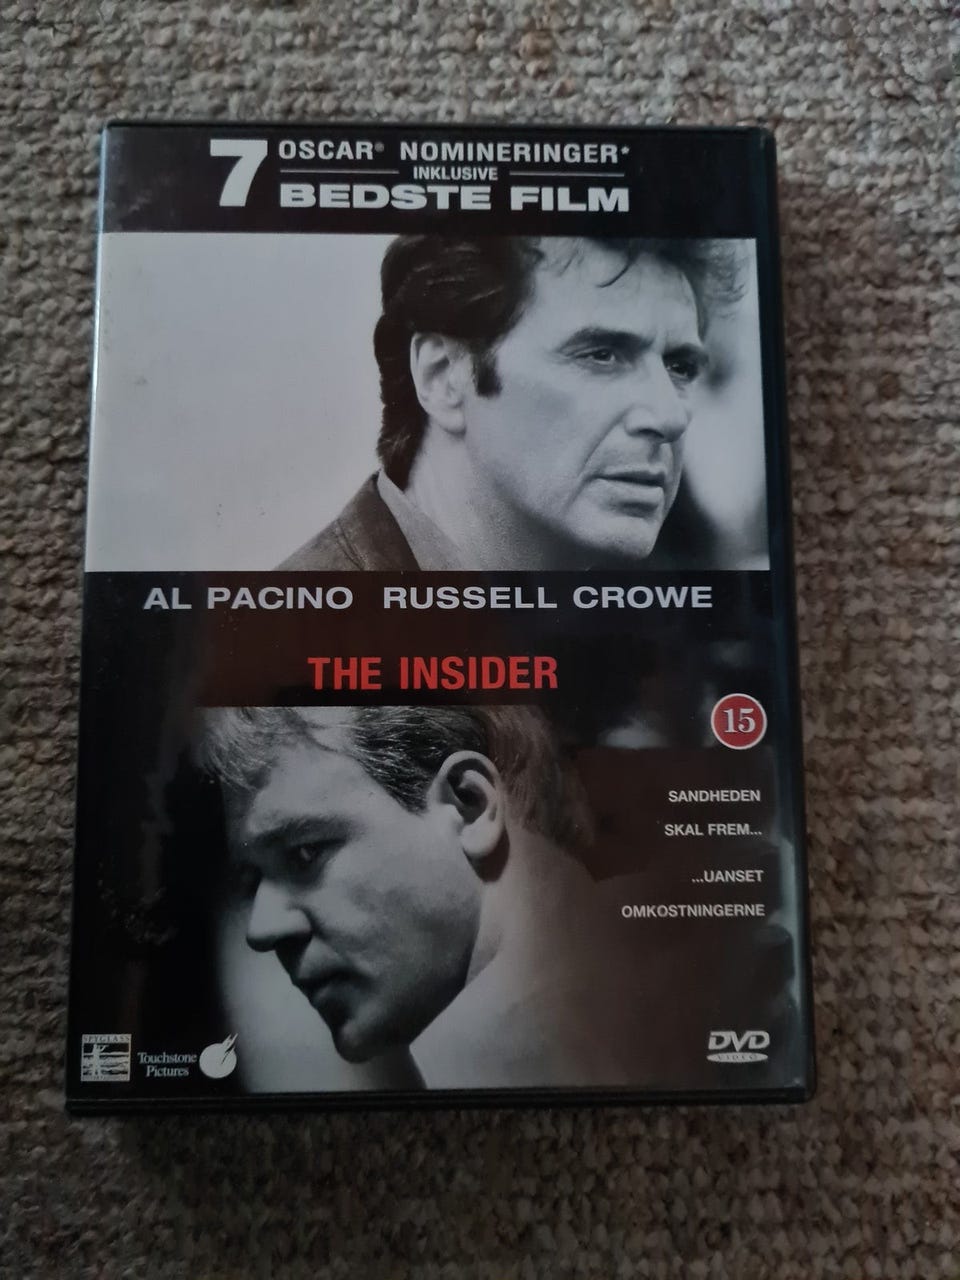 7 OSCAR® NOMINERINGER*
INKLUSIVE
BEDSTE FILM
AL PACINO RUSSELL CROWE
THE INSIDER
15
SANDHEDEN
SKAL FREM...
...UANSET
OMKOSTNINGERNE
SPYGLASS
Touchstone
Pictures
DVD
VIDEO